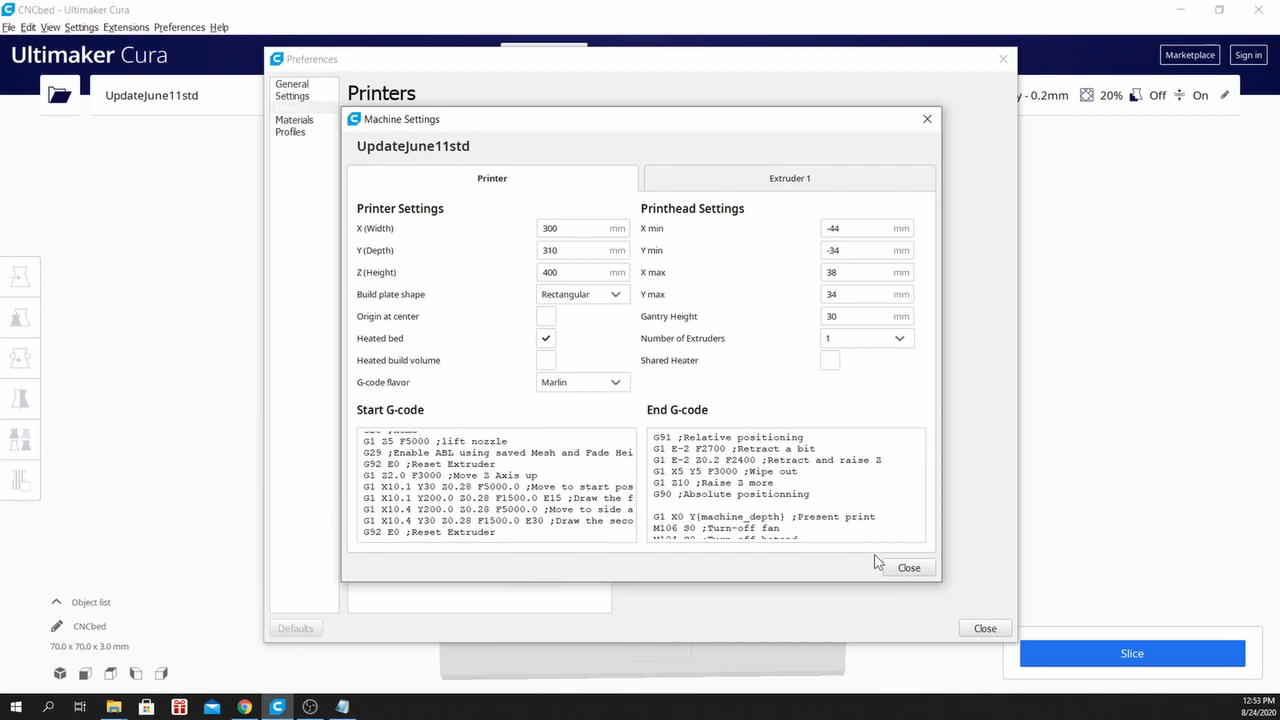 CNCbed - Ultimaker Cura
File Edit View Settings Extensions Preferences Help
Ultimaker Cura
Marketplace
Sign in
UpdateJune11std
y - 0.2mm
20%
Off
On
Preferences
General
Settings
Materials
Profiles
Printers
Machine Settings
UpdateJune11std
Printer
Extruder 1
Printer Settings
X (Width) 300 mm
Y (Depth) 310 mm
Z (Height) 400 mm
Build plate shape Rectangular
Origin at center
Heated bed
Heated build volume
G-code flavor Marlin
Printhead Settings
X min -44 mm
Y min -34 mm
X max 38 mm
Y max 34 mm
Gantry Height 30 mm
Number of Extruders 1
Shared Heater
Start G-code
G1 Z5 F5000 ;lift nozzle
G29 ;Enable ABL using saved Mesh and Fade Hei
G92 E0 ;Reset Extruder
G1 Z2.0 F3000 ;Move Z Axis up
G1 X10.1 Y30 Z0.28 F5000.0 ;Move to start pos
G1 X10.1 Y200.0 Z0.28 F1500.0 E15 ;Draw the f
G1 X10.4 Y200.0 Z0.28 F5000.0 ;Move to side a
G1 X10.4 Y30 Z0.28 F1500.0 E30 ;Draw the seco
G92 E0 ;Reset Extruder
End G-code
G91 ;Relative positioning
G1 E-2 F2700 ;Retract a bit
G1 E-2 Z0.2 F2400 ;Retract and raise Z
G1 X5 Y5 F3000 ;Wipe out
G1 Z10 ;Raise Z more
G90 ;Absolute positionning
G1 X0 Y{machine_depth} ;Present print
M106 S0 ;Turn-off fan
M104 S0 ;Turn-off hotend
Close
Defaults
Close
Object list
CNCbed
70.0 x 70.0 x 3.0 mm
Slice
12:53 PM
8/24/2020